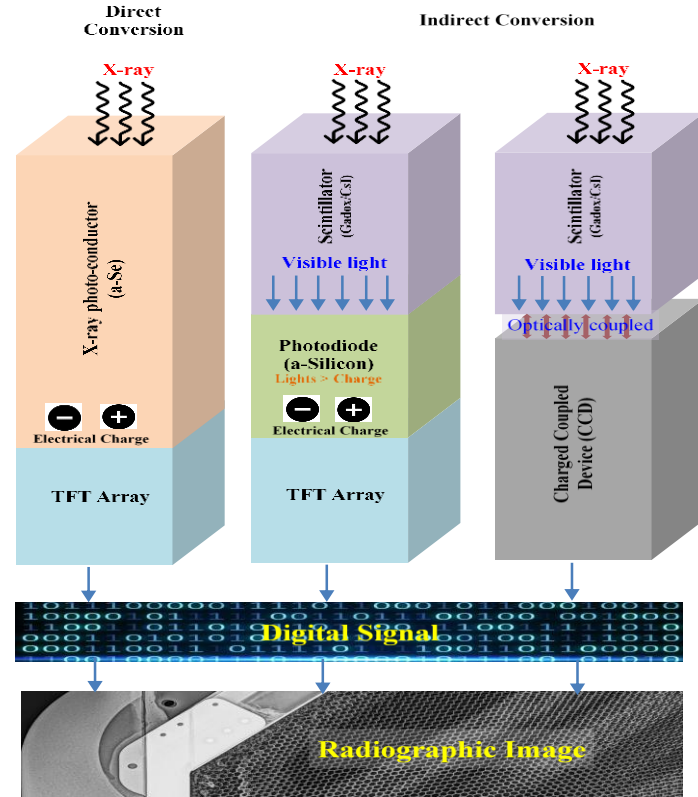 Direct
Conversion
Indirect Conversion
X-ray
X-ray
X-ray
X-ray photo-conductor
(a-Se)
Electrical Charge
TFT Array
Scintillator
(Gadox/CsI)
Visible light
Photodiode
(a-Silicon)
Lights > Charge
Electrical Charge
TFT Array
Scintillator
(Gadox/CsI)
Visible light
Optically coupled
Charged Coupled
Device (CCD)
Digital Signal
Radiographic Image